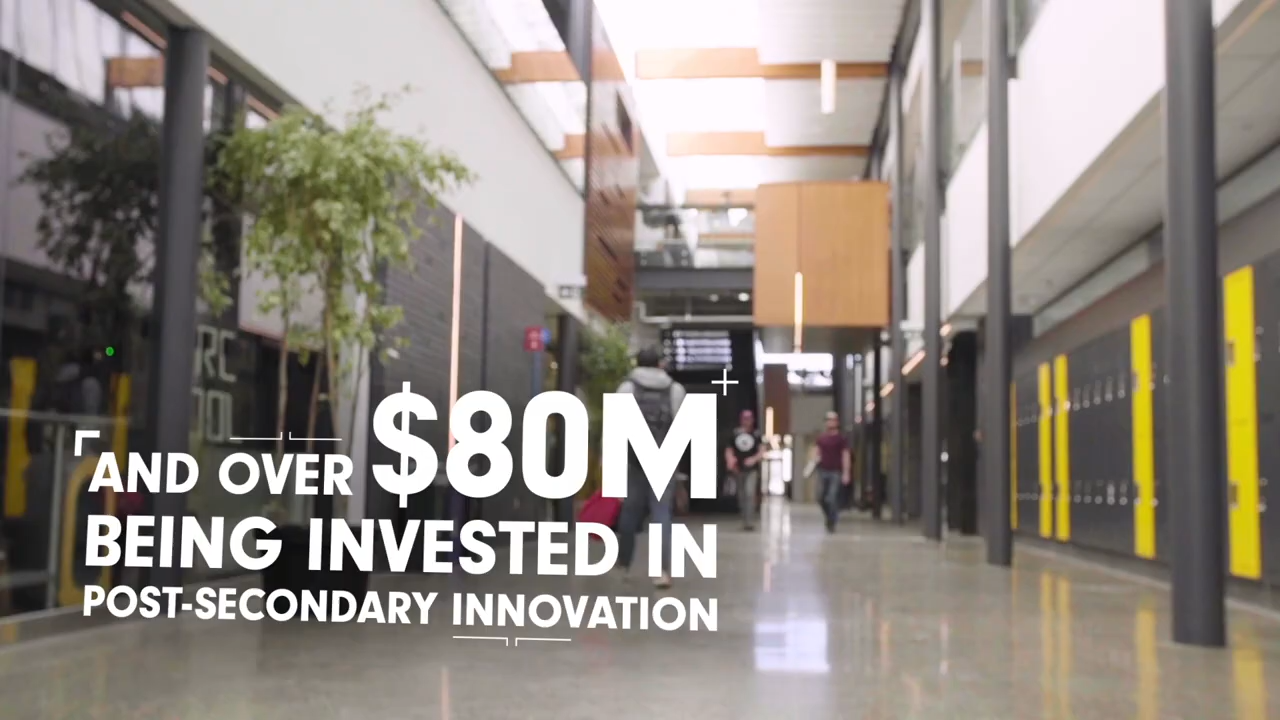 AND OVER $80M
BEING INVESTED IN
POST-SECONDARY INNOVATION